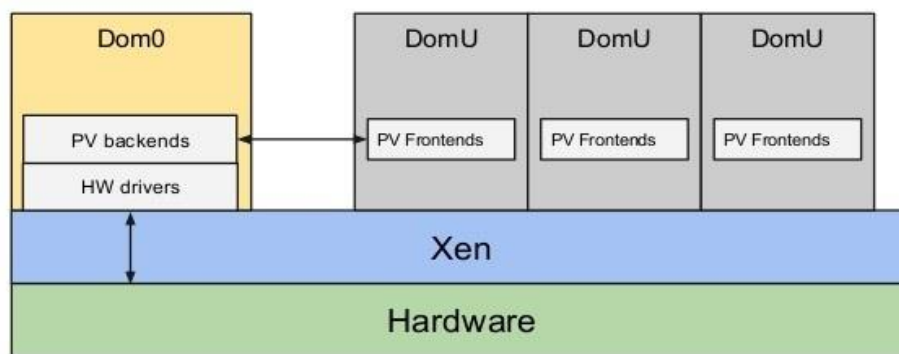 Dom0
DomU
DomU
DomU
PV backends
PV Frontends
PV Frontends
PV Frontends
HW drivers
Xen
Hardware